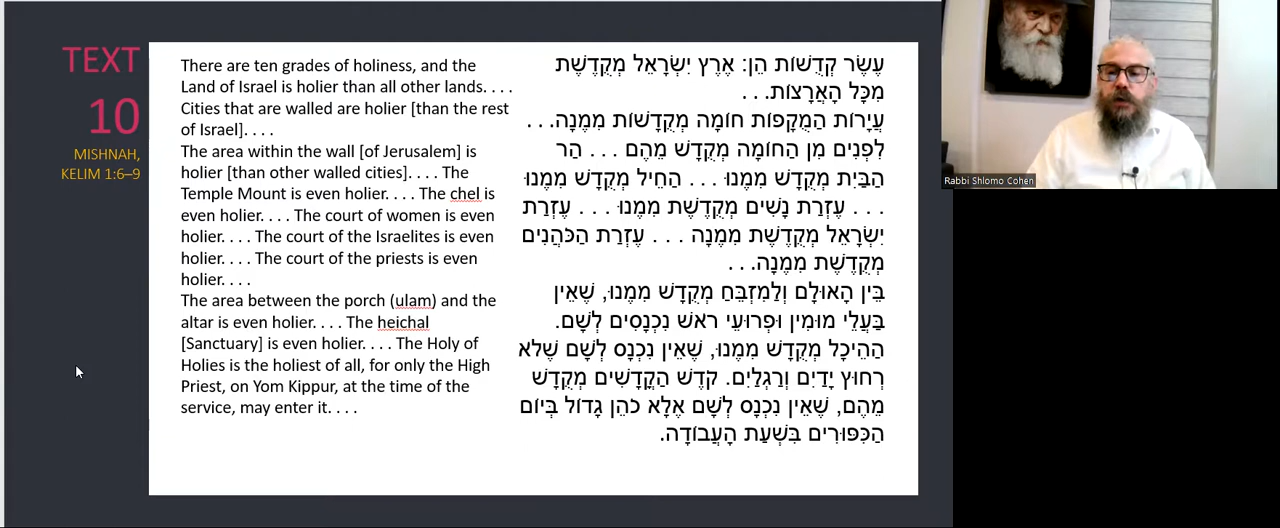 TEXT
10
MISHNAH,
KELIM 1:6–9
There are ten grades of holiness, and the
Land of Israel is holier than all other lands. . . .
Cities that are walled are holier [than the rest
of Israel]. . . .
The area within the wall [of Jerusalem] is
holier [than other walled cities]. . . . The
Temple Mount is even holier. . . . The chel is
even holier. . . . The court of women is even
holier. . . . The court of the Israelites is even
holier. . . . The court of the priests is even
holier. . . .
The area between the porch (ulam) and the
altar is even holier. . . . The heichal
[Sanctuary] is even holier. . . . The Holy of
Holies is the holiest of all, for only the High
Priest, on Yom Kippur, at the time of the
service, may enter it. . . .
עֶשֶׂר קְדֻשׁוֹת הֵן: אֶרֶץ יִשְׂרָאֵל מְקֻדֶּשֶׁת
מִכָּל הָאֲרָצוֹת. . .
עֲיָרוֹת הַמֻקָּפוֹת חוֹמָה מְקֻדָּשׁוֹת מִמֶּנָה. . .
לִפְנִים מִן הַחוֹמָה מְקֻדָּשׁ מֵהֶם . . . הַר
הַבַּיִת מְקֻדָּשׁ מִמֶּנוּ . . . הַחֵיל מְקֻדָּשׁ מִמֶּנוּ
. . . עֶזְרַת נָשִׁים מְקֻדֶּשֶׁת מִמֶּנוּ . . . עֶזְרַת
יִשְׂרָאֵל מְקֻדֶּשֶׁת מִמֶּנָה . . . עֶזְרַת הַכֹּהֲנִים
מְקֻדֶּשֶׁת מִמֶּנָה. . .
בֵּין הָאוּלָם וְלַמִזְבֵּחַ מְקֻדָּשׁ מִמֶּנוּ, שֶׁאֵין
בַּעֲלֵי מוּמִין וּפְרוּעֵי רֹאשׁ נִכְנָסִים לְשָׁם.
הַהֵיכָל מְקֻדָּשׁ מִמֶּנוּ, שֶׁאֵין נִכְנָס לְשָׁם שֶׁלֹּא
רְחוּץ יָדַיִם וְרַגְלַיִם. קֹדֶשׁ הַקֳּדָשִׁים מְקֻדָּשׁ
מֵהֶם, שֶׁאֵין נִכְנָס לְשָׁם אֶלָּא כֹהֵן גָדוֹל בְּיוֹם
הַכִּפּוּרִים בִּשְׁעַת הָעֲבוֹדָה.
Rabbi Shlomo Cohen